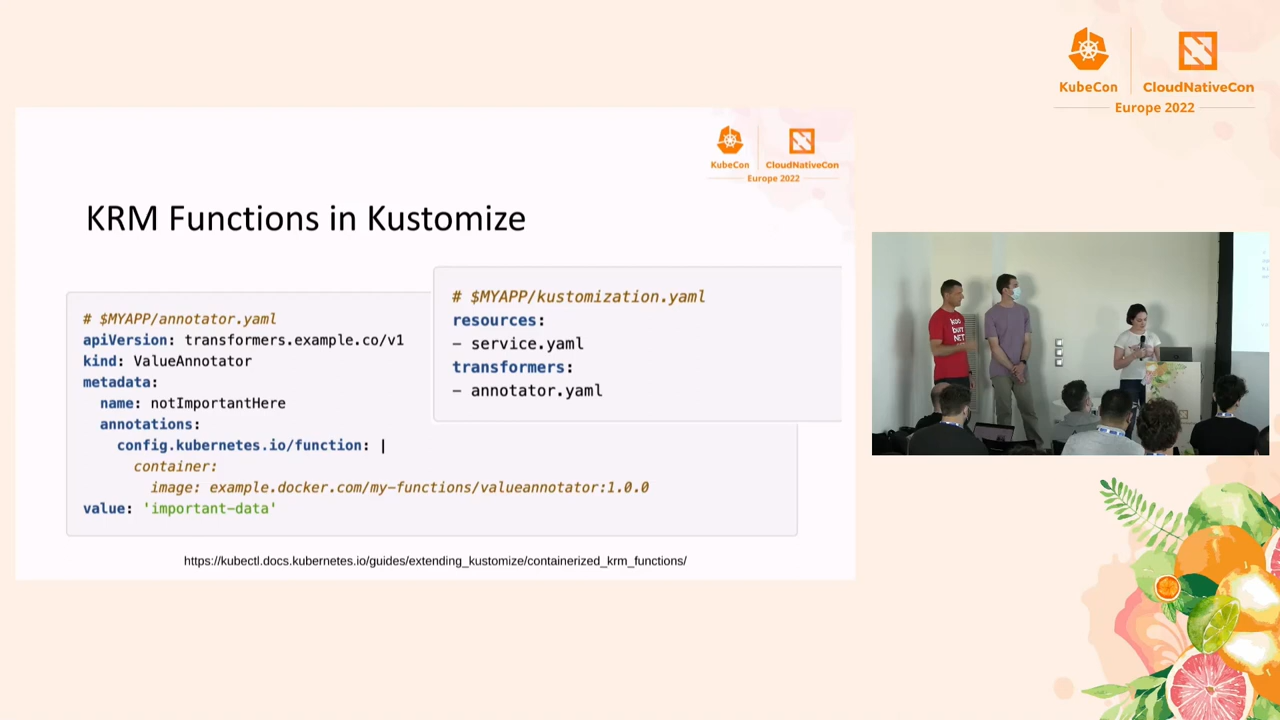 KubeCon
CloudNativeCon
Europe 2022
KubeCon
CloudNativeCon
Europe 2022
KRM Functions in Kustomize
# $MYAPP/annotator.yaml
apiVersion: transformers.example.co/v1
kind: ValueAnnotator
metadata:
  name: notImportantHere
  annotations:
    config.kubernetes.io/function: |
      container:
        image: example.docker.com/my-functions/valueannotator:1.0.0
value: 'important-data'
# $MYAPP/kustomization.yaml
resources:
- service.yaml
transformers:
- annotator.yaml
https://kubectl.docs.kubernetes.io/guides/extending_kustomize/containerized_krm_functions/